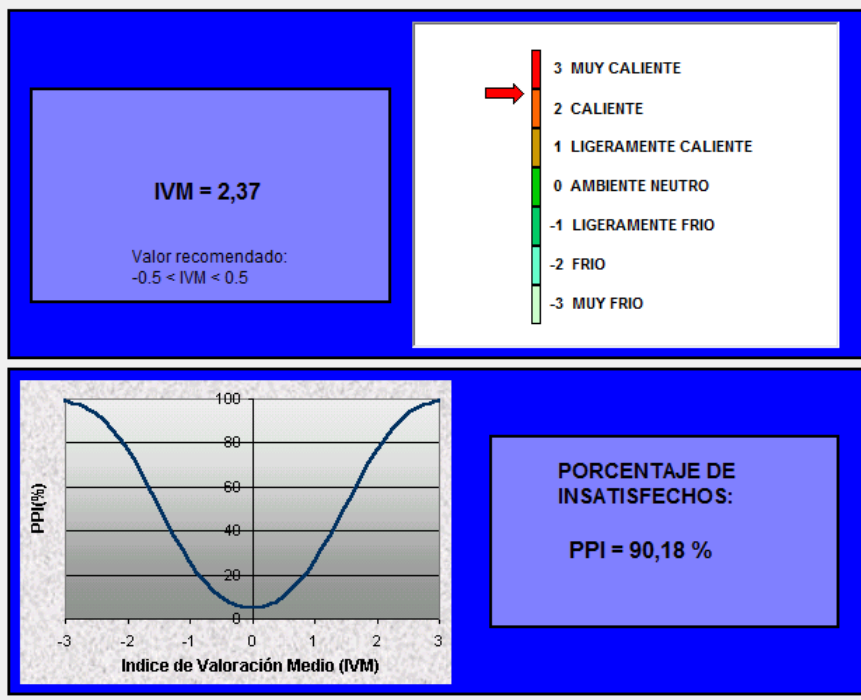 IVM = 2,37
Valor recomendado:
-0.5 < IVM < 0.5
3 MUY CALIENTE
2 CALIENTE
1 LIGERAMENTE CALIENTE
0 AMBIENTE NEUTRO
-1 LIGERAMENTE FRIO
-2 FRIO
-3 MUY FRIO
PPI(%)
100
80
60
40
20
0
-3 -2 -1 0 1 2 3
Indice de Valoración Medio (IVM)
PORCENTAJE DE
INSATISFECHOS:
PPI = 90,18 %